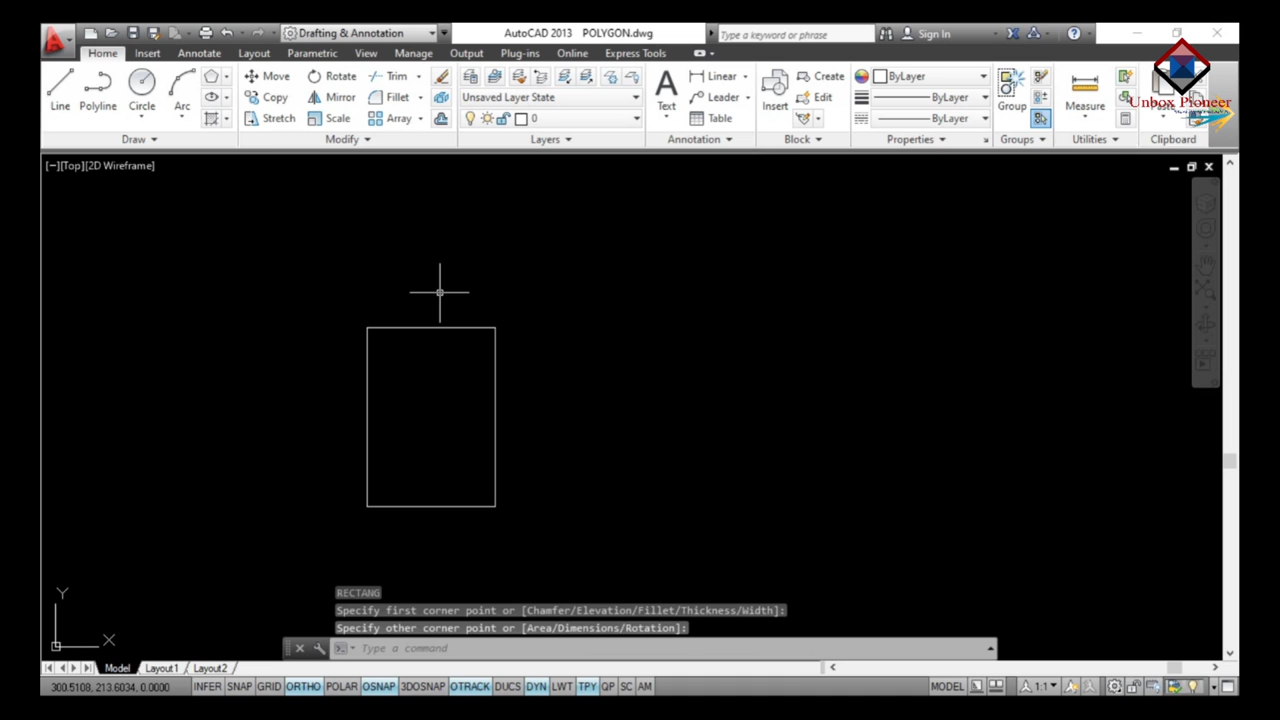 Drafting & Annotation
AutoCAD 2013 POLYGON.dwg
Type a keyword or phrase
Sign In
Home Insert Annotate Layout Parametric View Manage Output Plug-ins Online Express Tools
Line Polyline Circle Arc
Move Rotate Trim
Copy Mirror Fillet
Stretch Scale Array
Unsaved Layer State
0
Text
Linear
Leader
Table
Insert
Create
Edit
ByLayer
ByLayer
ByLayer
Group
Measure
Unbox Pioneer
Draw Modify Layers Annotation Block Properties Groups Utilities Clipboard
[−][Top][2D Wireframe]
Y
X
RECTANG
Specify first corner point or [Chamfer/Elevation/Fillet/Thickness/Width]:
Specify other corner point or [Area/Dimensions/Rotation]:
Type a command
Model Layout1 Layout2
300.5108, 213.6034, 0.0000 INFER SNAP GRID ORTHO POLAR OSNAP 3DOSNAP OTRACK DUCS DYN LWT TPY QP SC AM MODEL 1:1